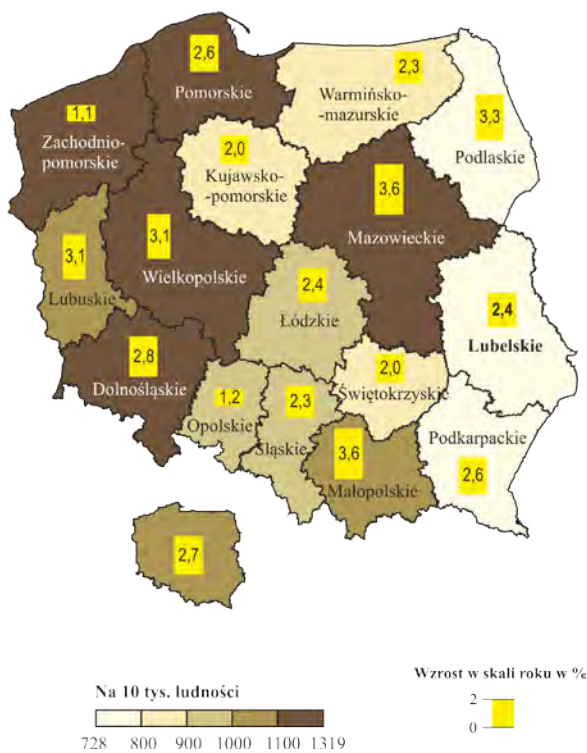 2,6
Pomorskie
2,3
Warmińsko-
-mazurskie
1,1
Zachodnio-
pomorskie
2,0
Kujawsko-
-pomorskie
3,3
Podlaskie
3,6
Mazowieckie
3,1
Lubuskie
3,1
Wielkopolskie
2,4
Łódzkie
2,4
Lubelskie
2,8
Dolnośląskie
1,2
Opolskie
2,3
Śląskie
2,0
Świętokrzyskie
3,6
Małopolskie
Podkarpackie
2,6
2,7
Na 10 tys. ludności
728 800 900 1000 1100 1319
Wzrost w skali roku w ‰
2
0